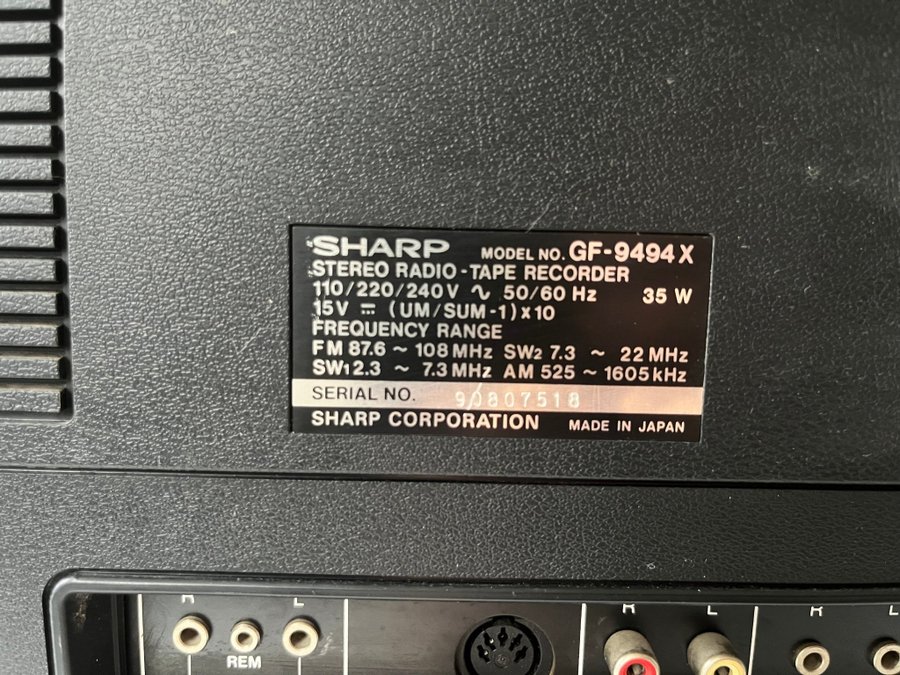 SHARP MODEL NO. GF-9494X
STEREO RADIO-TAPE RECORDER
110/220/240V ∿ 50/60 Hz 35 W
15V ⎓ (UM/SUM-1)x10
FREQUENCY RANGE
FM 87.6 ~ 108 MHz SW2 7.3 ~ 22 MHz
SW1 2.3 ~ 7.3 MHz AM 525 ~ 1605 kHz
SERIAL NO. 90807518
SHARP CORPORATION MADE IN JAPAN
R L R L R L
REM